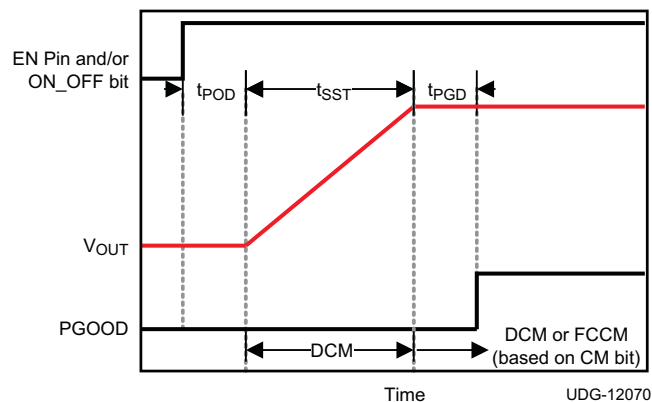 EN Pin and/or
ON_OFF bit
tPOD
tSST
tPGD
VOUT
PGOOD
DCM
DCM or FCCM
(based on CM bit)
Time
UDG-12070